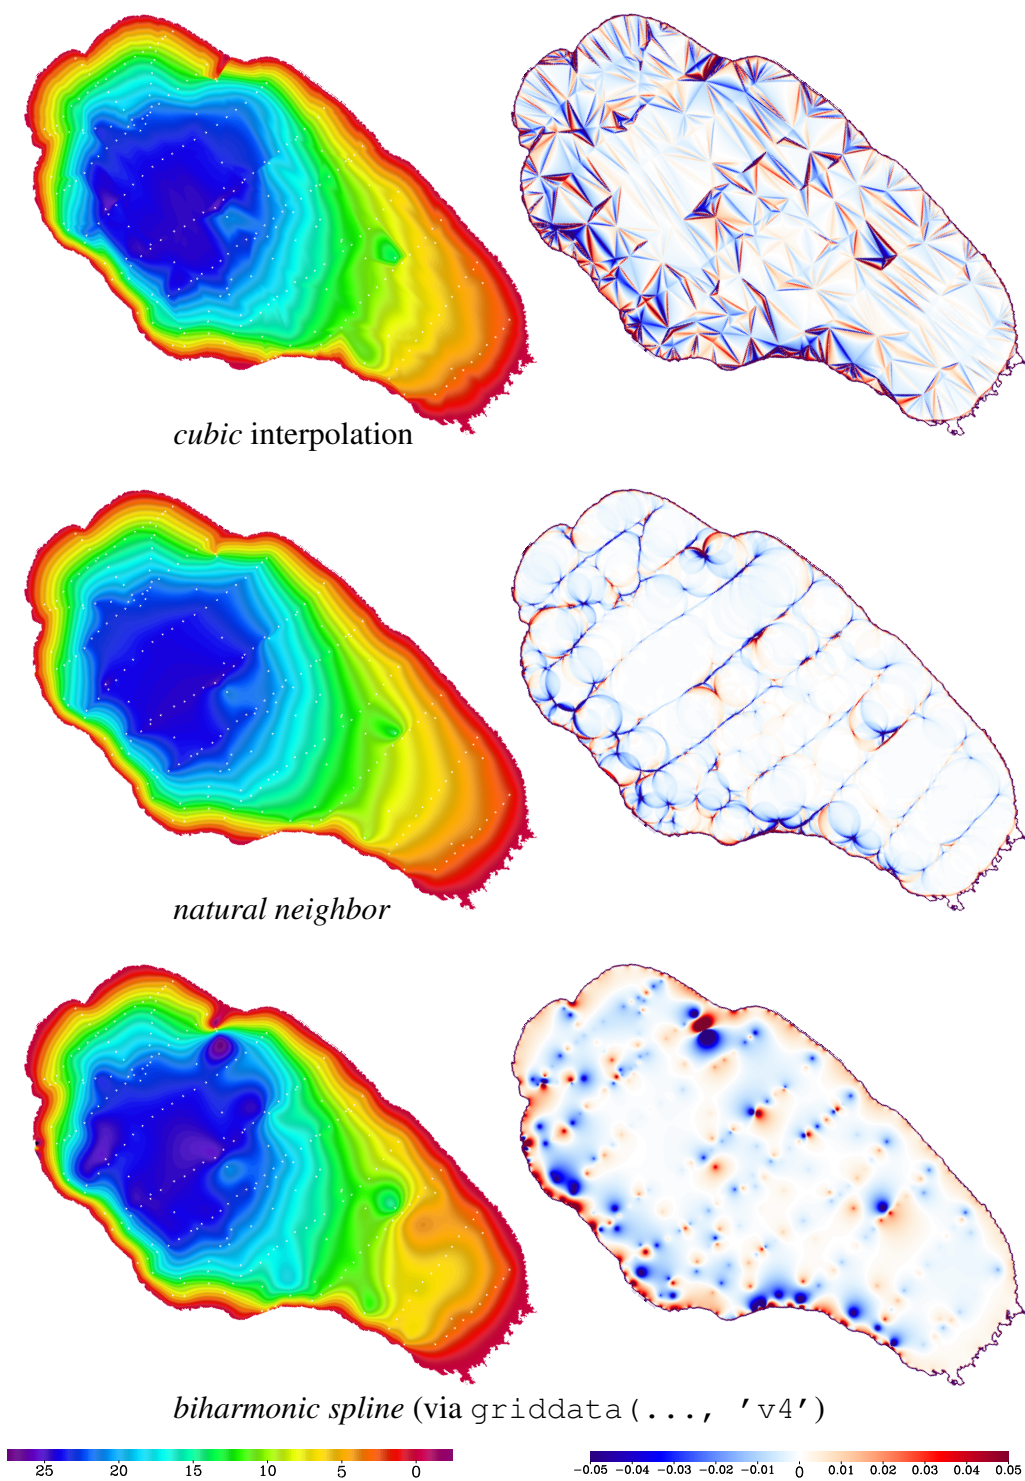 cubic interpolation
natural neighbor
biharmonic spline (via griddata(..., 'v4')
25 20 15 10 5 0
-0.05 -0.04 -0.03 -0.02 -0.01 0 0.01 0.02 0.03 0.04 0.05